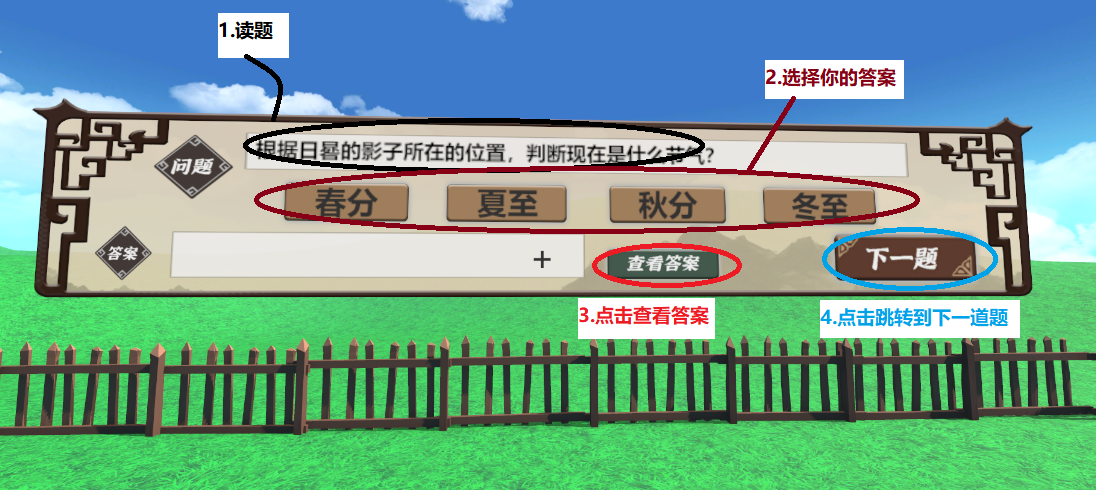 1.读题
2.选择你的答案
问题
根据日晷的影子所在的位置，判断现在是什么节气？
春分
夏至
秋分
冬至
答案
+
查看答案
下一题
3.点击查看答案
4.点击跳转到下一道题